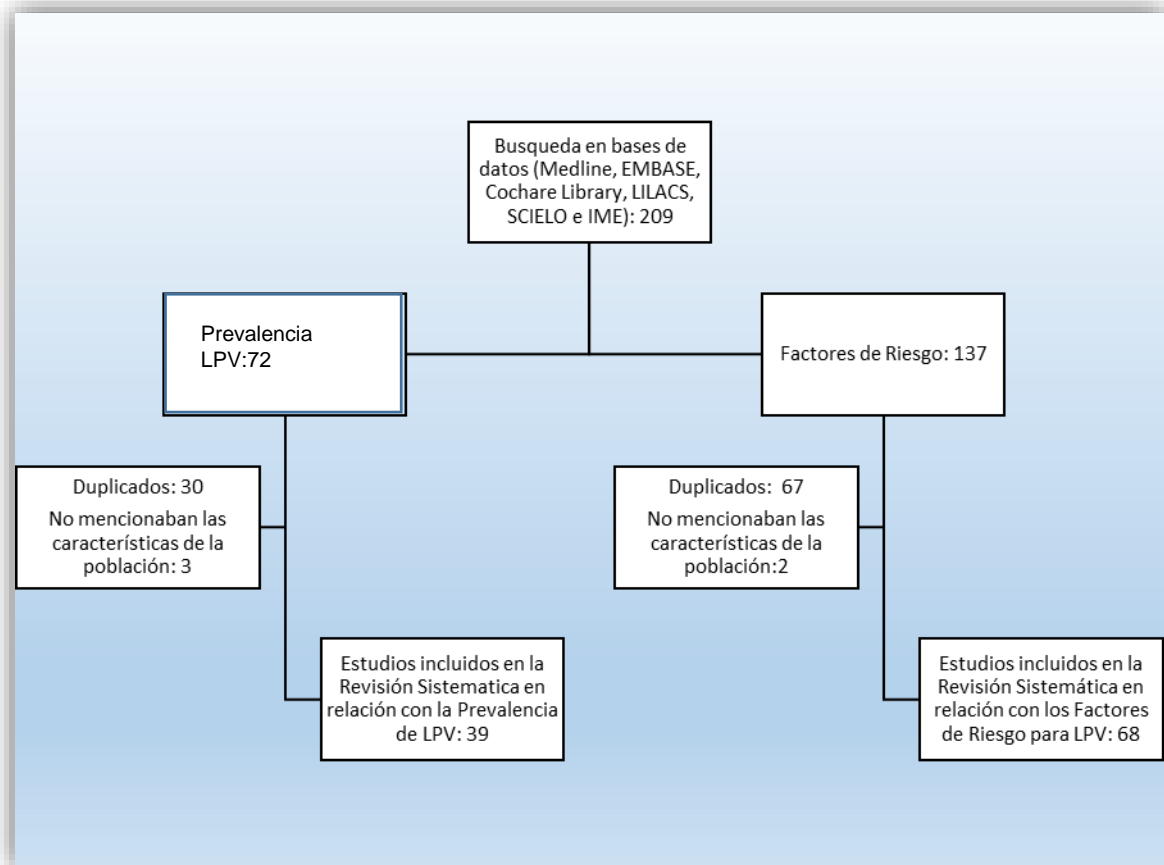 Busqueda en bases de
datos (Medline, EMBASE,
Cochare Library, LILACS,
SCIELO e IME): 209
Prevalencia
LPV:72
Factores de Riesgo: 137
Duplicados: 30
No mencionaban las
características de la
población: 3
Duplicados:  67
No mencionaban las
características de la
población:2
Estudios incluidos en la
Revisión Sistematica en
relación con la Prevalencia
de LPV: 39
Estudios incluidos en la
Revisión Sistemática en
relación con los Factores
de Riesgo para LPV: 68